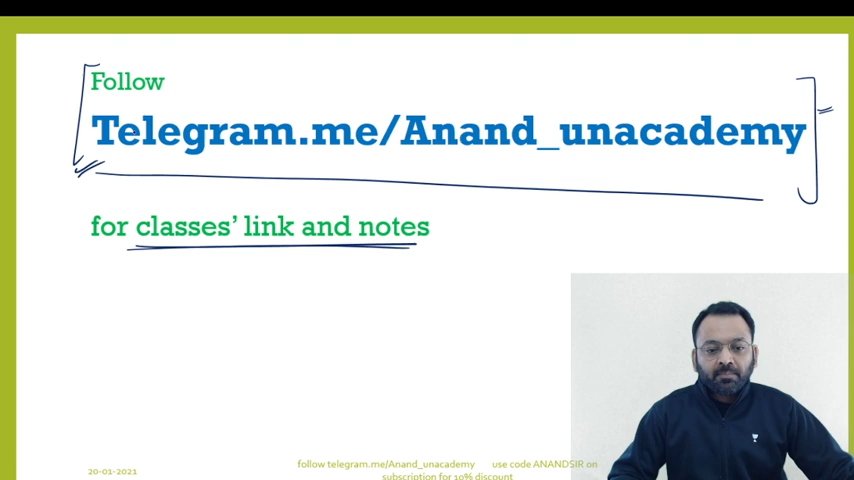 Follow
Telegram.me/Anand_unacademy
for classes’ link and notes
20-01-2021
follow telegram.me/Anand_unacademy use code ANANDSIR on
subscription for 10% discount